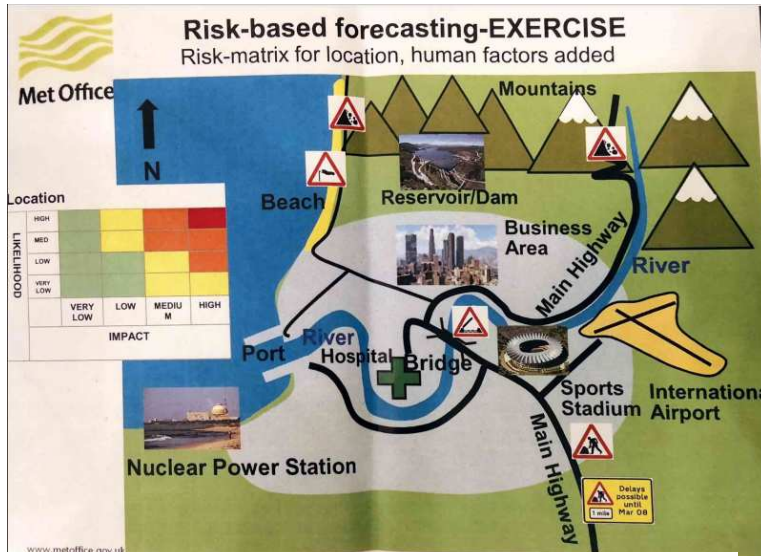 Risk-based forecasting-EXERCISE
Risk-matrix for location, human factors added
Met Office
N
Mountains
Location
Beach
Reservoir/Dam
Business
Area
LIKELIHOOD
HIGH
MED
LOW
VERY
LOW
VERY
LOW
LOW
MEDIU
M
HIGH
IMPACT
Main Highway
River
River
Port
Hospital
Bridge
Sports
Stadium
Internationa
Airport
Nuclear Power Station
Main Highway
Delays
possible
until
Mar 08
1 mile
www.metoffice.gov.uk